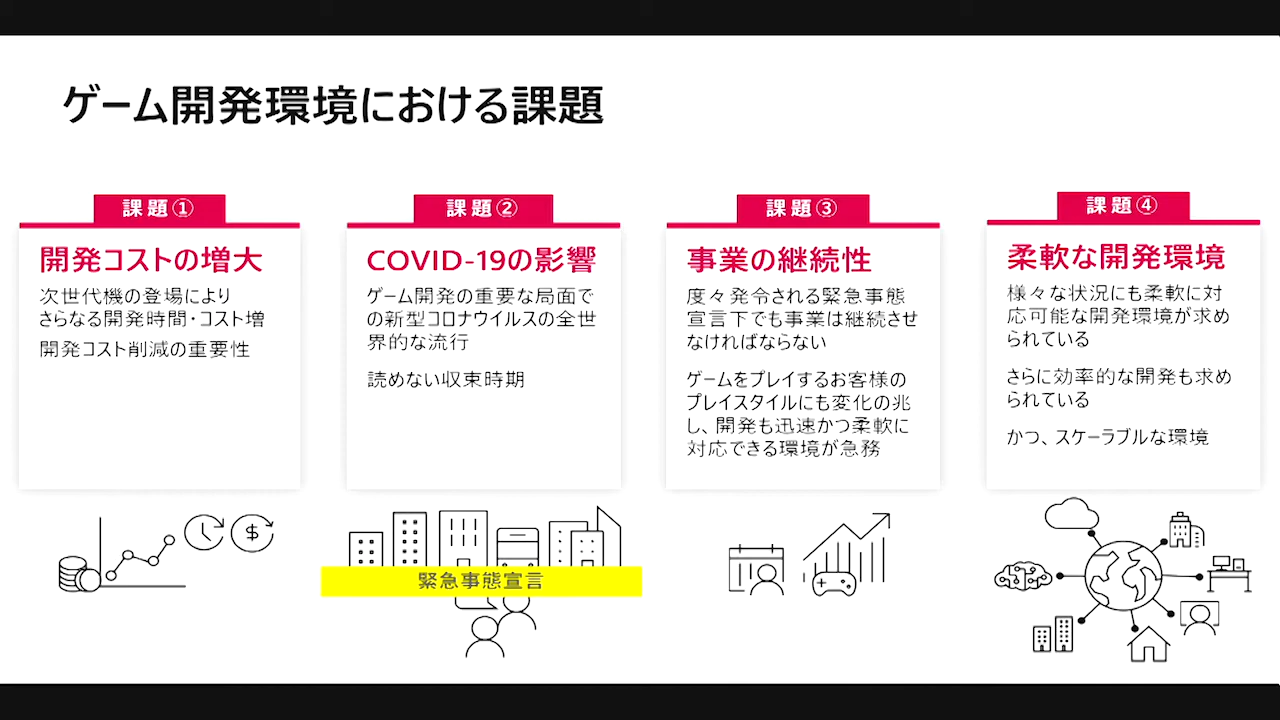 ゲーム開発環境における課題
課題①
開発コストの増大
次世代機の登場により
さらなる開発時間・コスト増
開発コスト削減の重要性
課題②
COVID-19の影響
ゲーム開発の重要な局面で
の新型コロナウイルスの全世
界的な流行
読めない収束時期
緊急事態宣言
課題③
事業の継続性
度々発令される緊急事態
宣言下でも事業は継続させ
なければならない
ゲームをプレイするお客様の
プレイスタイルにも変化の兆
し、開発も迅速かつ柔軟に
対応できる環境が急務
課題④
柔軟な開発環境
様々な状況にも柔軟に対
応可能な開発環境が求め
られている
さらに効率的な開発も求め
られている
かつ、スケーラブルな環境
$